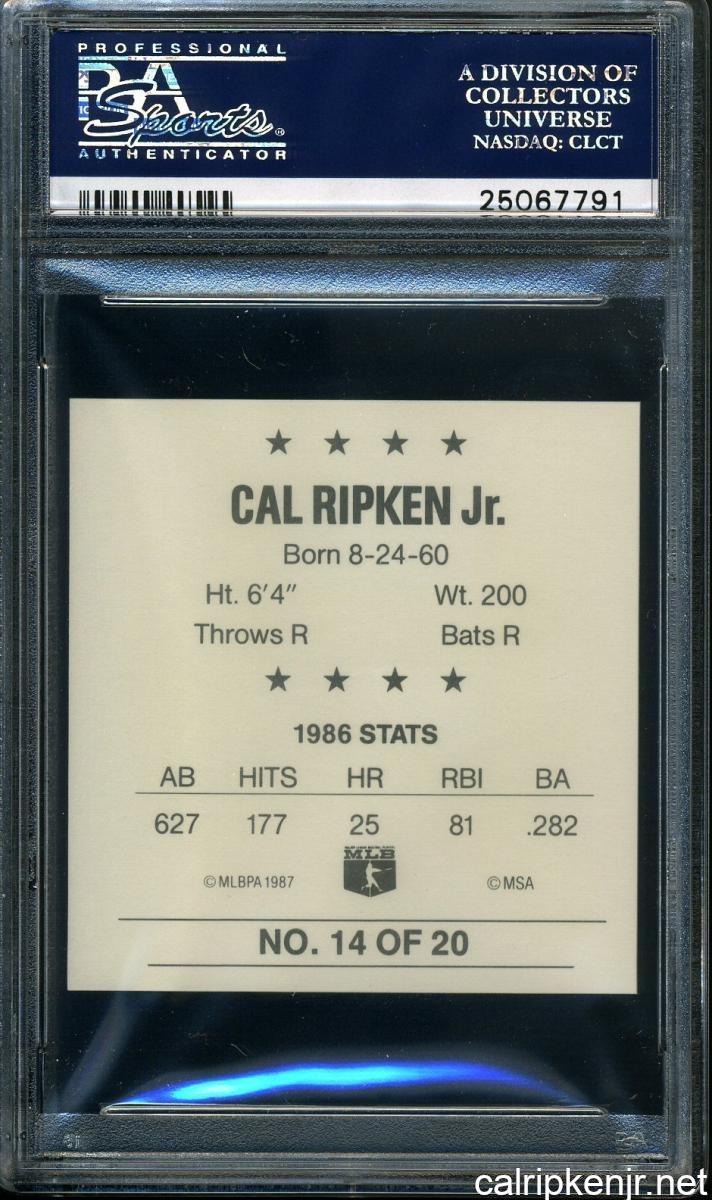 PROFESSIONAL
PSA
Sports®
AUTHENTICATOR
A DIVISION OF
COLLECTORS
UNIVERSE
NASDAQ: CLCT
25067791
★ ★ ★ ★
CAL RIPKEN Jr.
Born 8-24-60
Ht. 6'4" Wt. 200
Throws R Bats R
★ ★ ★ ★
1986 STATS
AB HITS HR RBI BA
627 177 25 81 .282
MLB
©MLBPA 1987 ©MSA
NO. 14 OF 20
calripkenjr.net